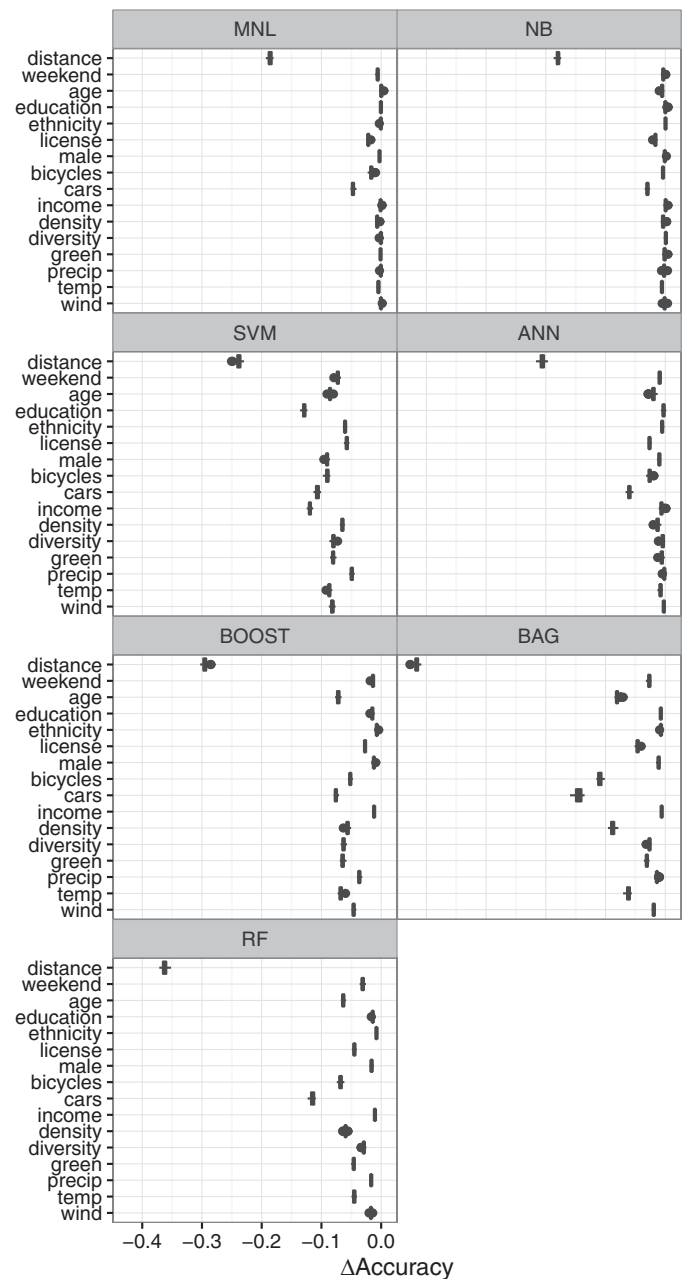 MNL NB
distance
weekend
age
education
ethnicity
license
male
bicycles
cars
income
density
diversity
green
precip
temp
wind
SVM ANN
distance
weekend
age
education
ethnicity
license
male
bicycles
cars
income
density
diversity
green
precip
temp
wind
BOOST BAG
distance
weekend
age
education
ethnicity
license
male
bicycles
cars
income
density
diversity
green
precip
temp
wind
RF
distance
weekend
age
education
ethnicity
license
male
bicycles
cars
income
density
diversity
green
precip
temp
wind
−0.4 −0.3 −0.2 −0.1 0.0
ΔAccuracy